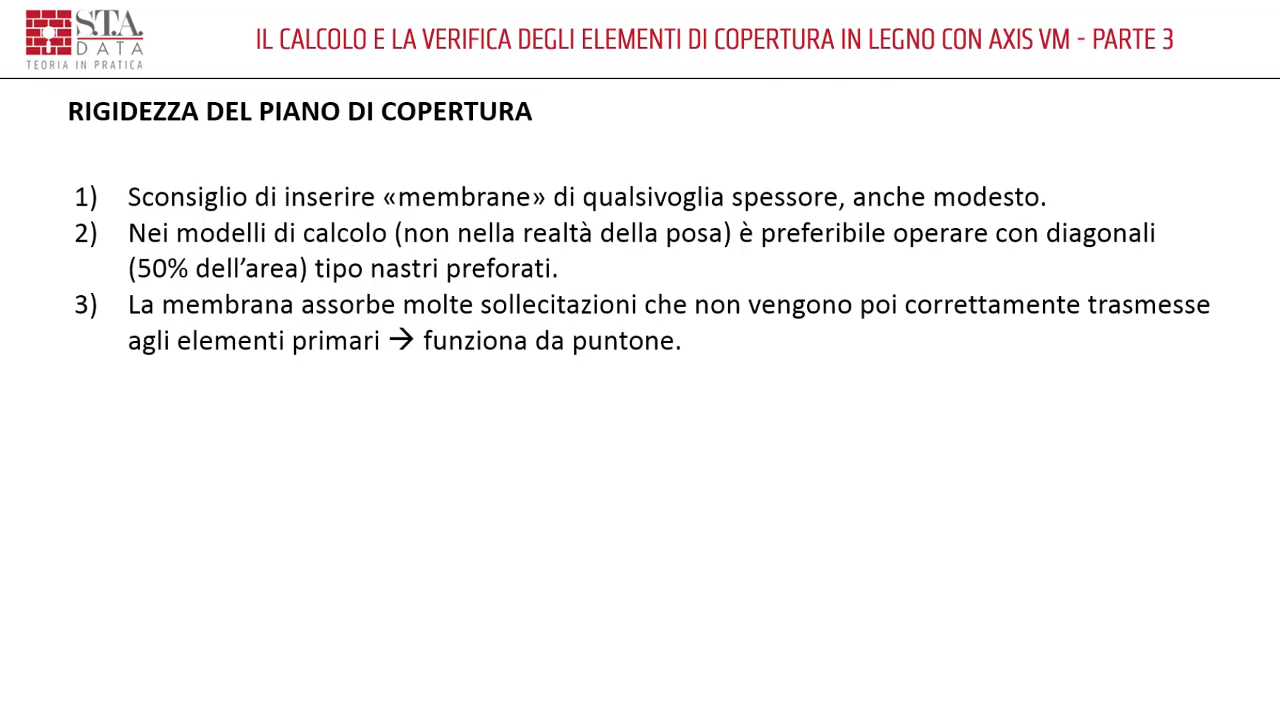 S.T.A.
DATA
TEORIA IN PRATICA
IL CALCOLO E LA VERIFICA DEGLI ELEMENTI DI COPERTURA IN LEGNO CON AXIS VM - PARTE 3
RIGIDEZZA DEL PIANO DI COPERTURA
1) Sconsiglio di inserire «membrane» di qualsivoglia spessore, anche modesto.
2) Nei modelli di calcolo (non nella realtà della posa) è preferibile operare con diagonali
(50% dell’area) tipo nastri preforati.
3) La membrana assorbe molte sollecitazioni che non vengono poi correttamente trasmesse
agli elementi primari → funziona da puntone.